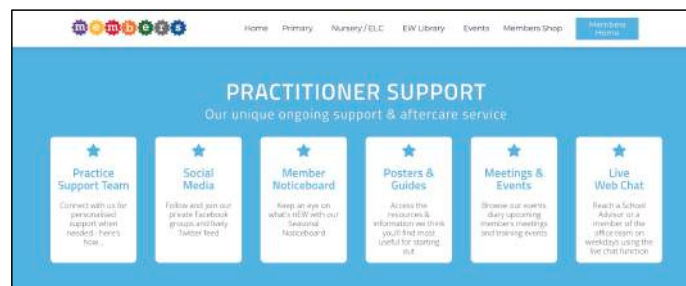 members
Home Primary Nursery / ELC EW Library Events Members Shop Members
Home
PRACTITIONER SUPPORT
Our unique ongoing support & aftercare service
Practice
Support Team
Connect with us for
personalised
support when
needed - here's
how...
Social
Media
Follow and join our
private Facebook
groups and lively
Twitter feed
Member
Noticeboard
Keep an eye on
what's nEW with our
Seasonal
Noticeboard
Posters &
Guides
Access the
resources &
information we think
you'll find most
useful for starting
out
Meetings &
Events
Browse our events
diary upcoming
members meetings
and training events
Live
Web Chat
Reach a School
Advisor or a
member of the
office team on
weekdays using the
live chat function